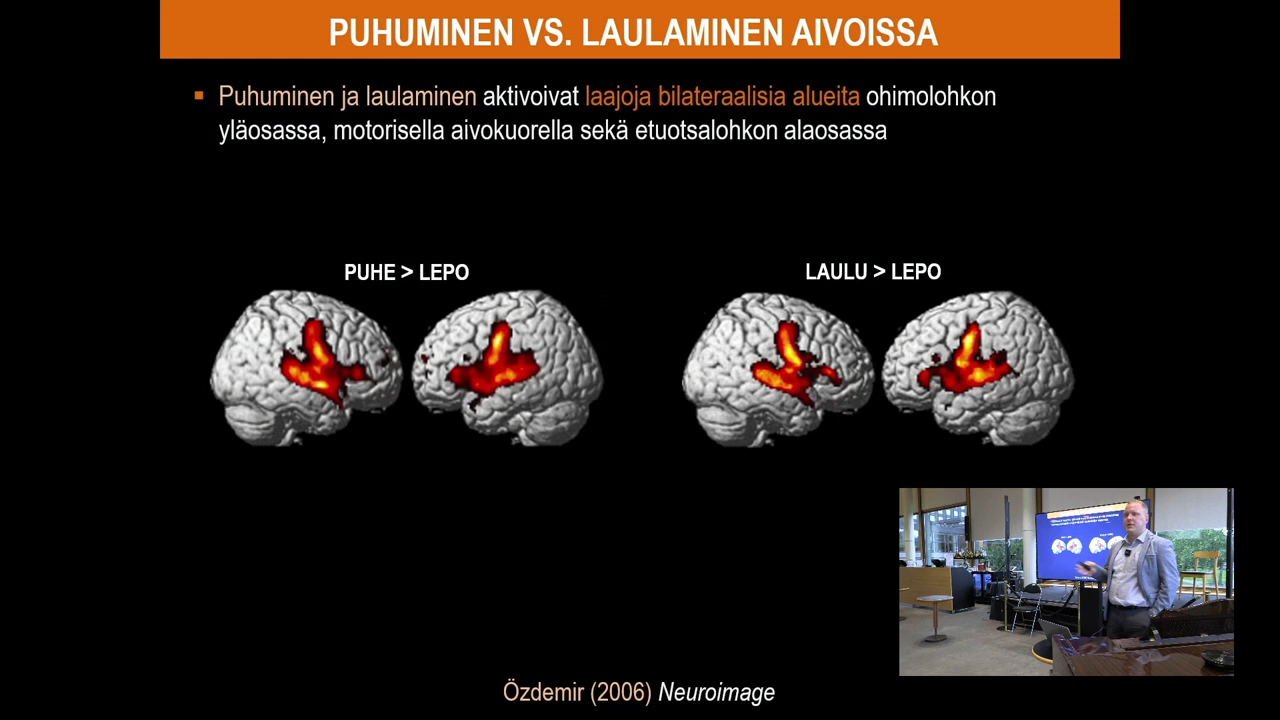 PUHUMINEN VS. LAULAMINEN AIVOISSA
Puhuminen ja laulaminen aktivoivat laajoja bilateraalisia alueita ohimolohkon
yläosassa, motorisella aivokuorella sekä etuotsalohkon alaosassa
PUHE > LEPO
LAULU > LEPO
Özdemir (2006) Neuroimage